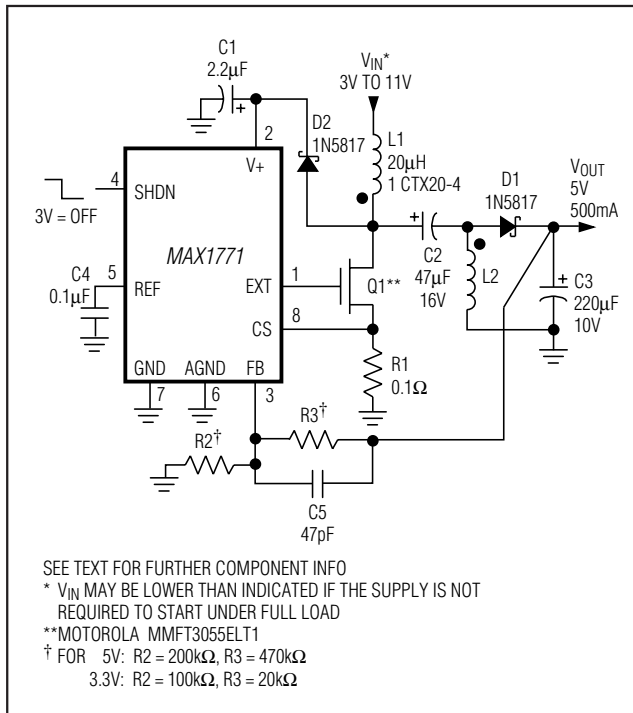 C1
2.2µF
+
2
V+
D2
1N5817
VIN*
3V TO 11V
L1
20µH
1 CTX20-4
D1
1N5817
VOUT
5V
500mA
4
SHDN
3V = OFF
MAX1771
+
C2
47µF
16V
L2
+
C3
220µF
10V
C4
0.1µF
5
REF
EXT
1
Q1**
CS
8
R1
0.1Ω
GND
AGND
FB
7
6
3
R2†
R3†
C5
47pF
SEE TEXT FOR FURTHER COMPONENT INFO
* VIN MAY BE LOWER THAN INDICATED IF THE SUPPLY IS NOT
REQUIRED TO START UNDER FULL LOAD
**MOTOROLA MMFT3055ELT1
† FOR 5V: R2 = 200kΩ, R3 = 470kΩ
3.3V: R2 = 100kΩ, R3 = 20kΩ